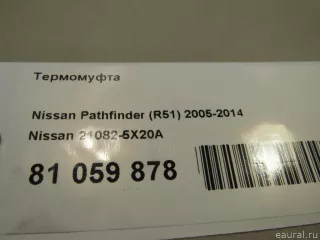 Термомуфта
Nissan Pathfinder (R51) 2005-2014
Nissan 21082-5X20A
81 059 878
eaural.ru